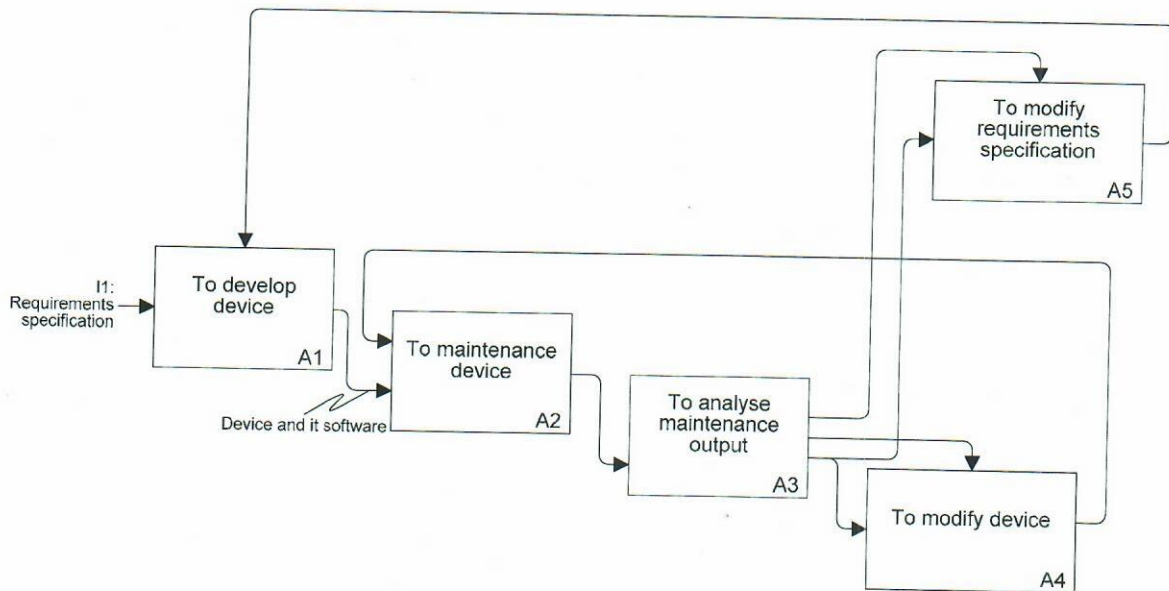 To modify
requirements
specification
A5
I1:
Requirements
specification
To develop
device
A1
To maintenance
device
A2
Device and it software
To analyse
maintenance
output
A3
To modify device
A4